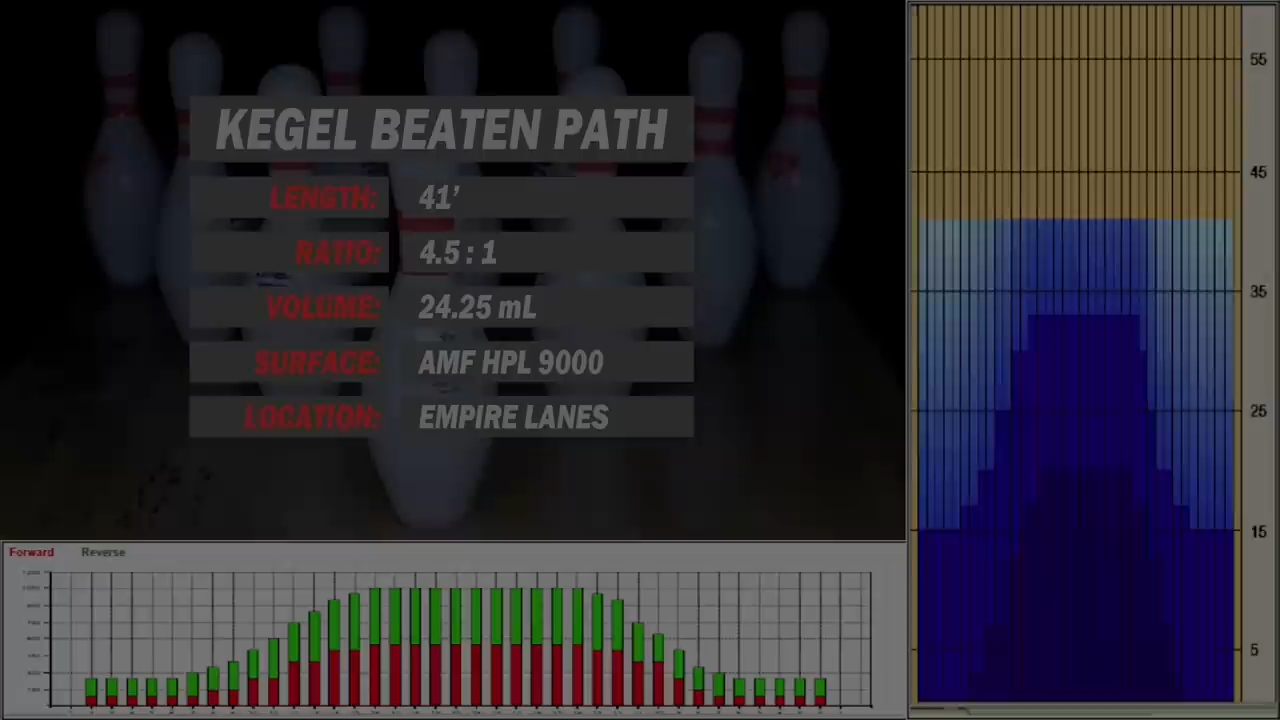 KEGEL BEATEN PATH
LENGTH: 41’
RATIO: 4.5 : 1
VOLUME: 24.25 mL
SURFACE: AMF HPL 9000
LOCATION: EMPIRE LANES
55
45
35
25
15
5
Forward Reverse